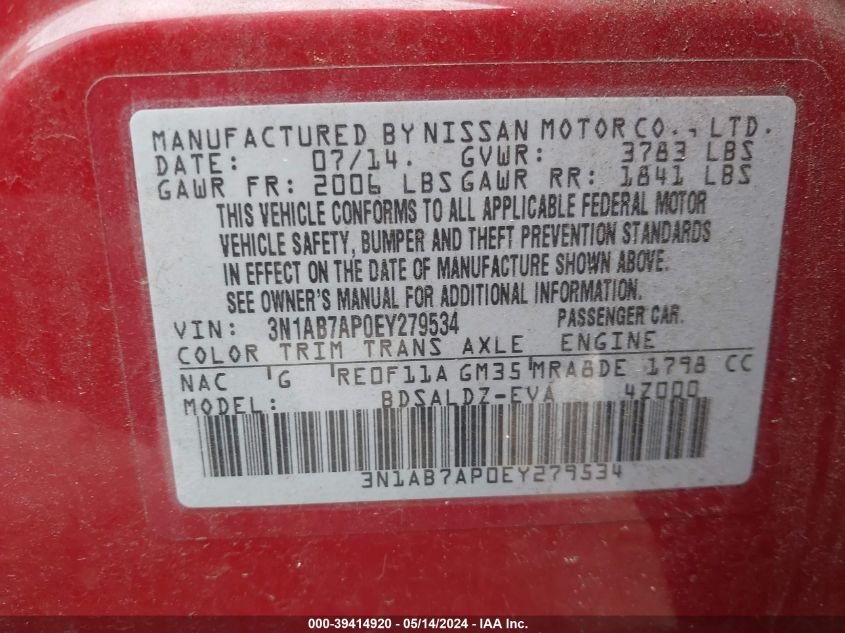 MANUFACTURED BY NISSAN MOTOR CO., LTD.
DATE: 07/14. GVWR: 3783 LBS
GAWR FR: 2006 LBS GAWR RR: 1841 LBS
THIS VEHICLE CONFORMS TO ALL APPLICABLE FEDERAL MOTOR
VEHICLE SAFETY, BUMPER AND THEFT PREVENTION STANDARDS
IN EFFECT ON THE DATE OF MANUFACTURE SHOWN ABOVE.
SEE OWNER'S MANUAL FOR ADDITIONAL INFORMATION.
VIN: 3N1AB7AP0EY279534 PASSENGER CAR.
COLOR TRIM TRANS AXLE ENGINE
NAC G RE0F11A GM35 MRA8DE 1798 CC
MODEL: BDSALDZ-EVA 4Z000
3N1AB7AP0EY279534
000-39414920 - 05/14/2024 - IAA Inc.